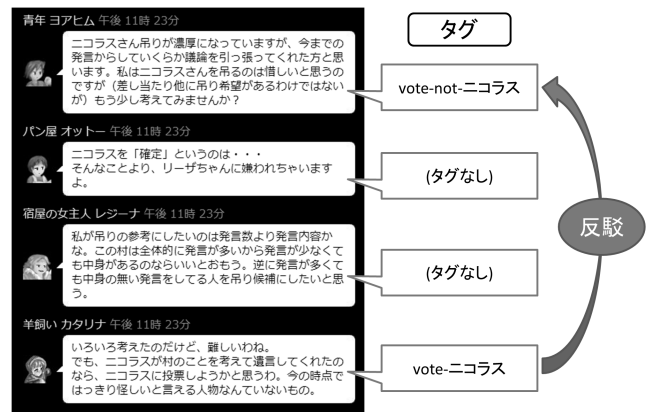 青年 ヨアヒム 午後 11時 23分
ニコラスさん吊りが濃厚になっていますが、今までの
発言からしていくらか議論を引っ張ってくれた方と思
います。私はニコラスさんを吊るのは惜しいと思うの
ですが（差し当たり他に吊り希望があるわけではない
が）もう少し考えてみませんか？
パン屋 オットー 午後 11時 23分
ニコラスを「確定」というのは・・・
そんなことより、リーザちゃんに嫌われちゃいます
よ。
宿屋の女主人 レジーナ 午後 11時 23分
私が吊りの参考にしたいのは発言数より発言内容か
な。この村は全体的に発言が多いから発言が少なくて
も中身があるのならいいとおもう。逆に発言が多くて
も中身の無い発言をしてる人を吊り候補にしたいと思
う。
羊飼い カタリナ 午後 11時 23分
いろいろ考えたのだけど、難しいわね。
でも、ニコラスが村のことを考えて遺言してくれたの
なら、ニコラスに投票しようかと思うわ。今の時点で
はっきり怪しいと言える人物なんていないもの。
タグ
vote-not-ニコラス
(タグなし)
(タグなし)
vote-ニコラス
反駁